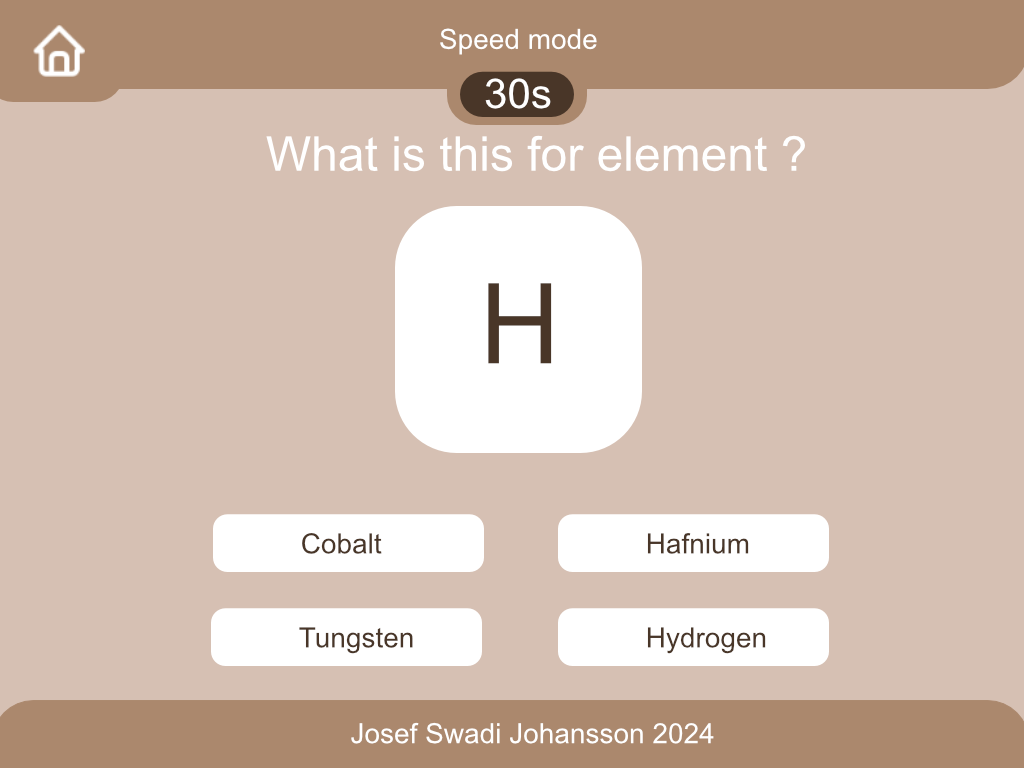 Speed mode
30s
What is this for element ?
H
Cobalt
Hafnium
Tungsten
Hydrogen
Josef Swadi Johansson 2024